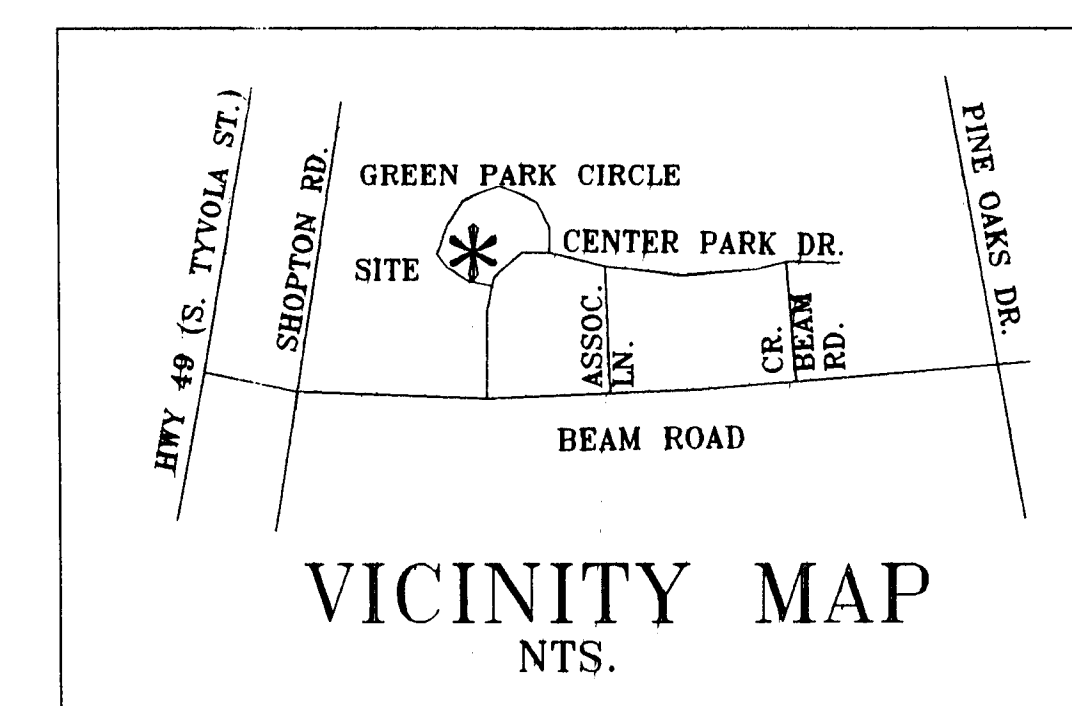 HWY 49 (S. TYVOLA ST.)
SHOPTON RD.
GREEN PARK CIRCLE
SITE
CENTER PARK DR.
ASSOC.
LN.
CR.
BEAM
RD.
PINE OAKS DR.
BEAM ROAD
VICINITY MAP
NTS.